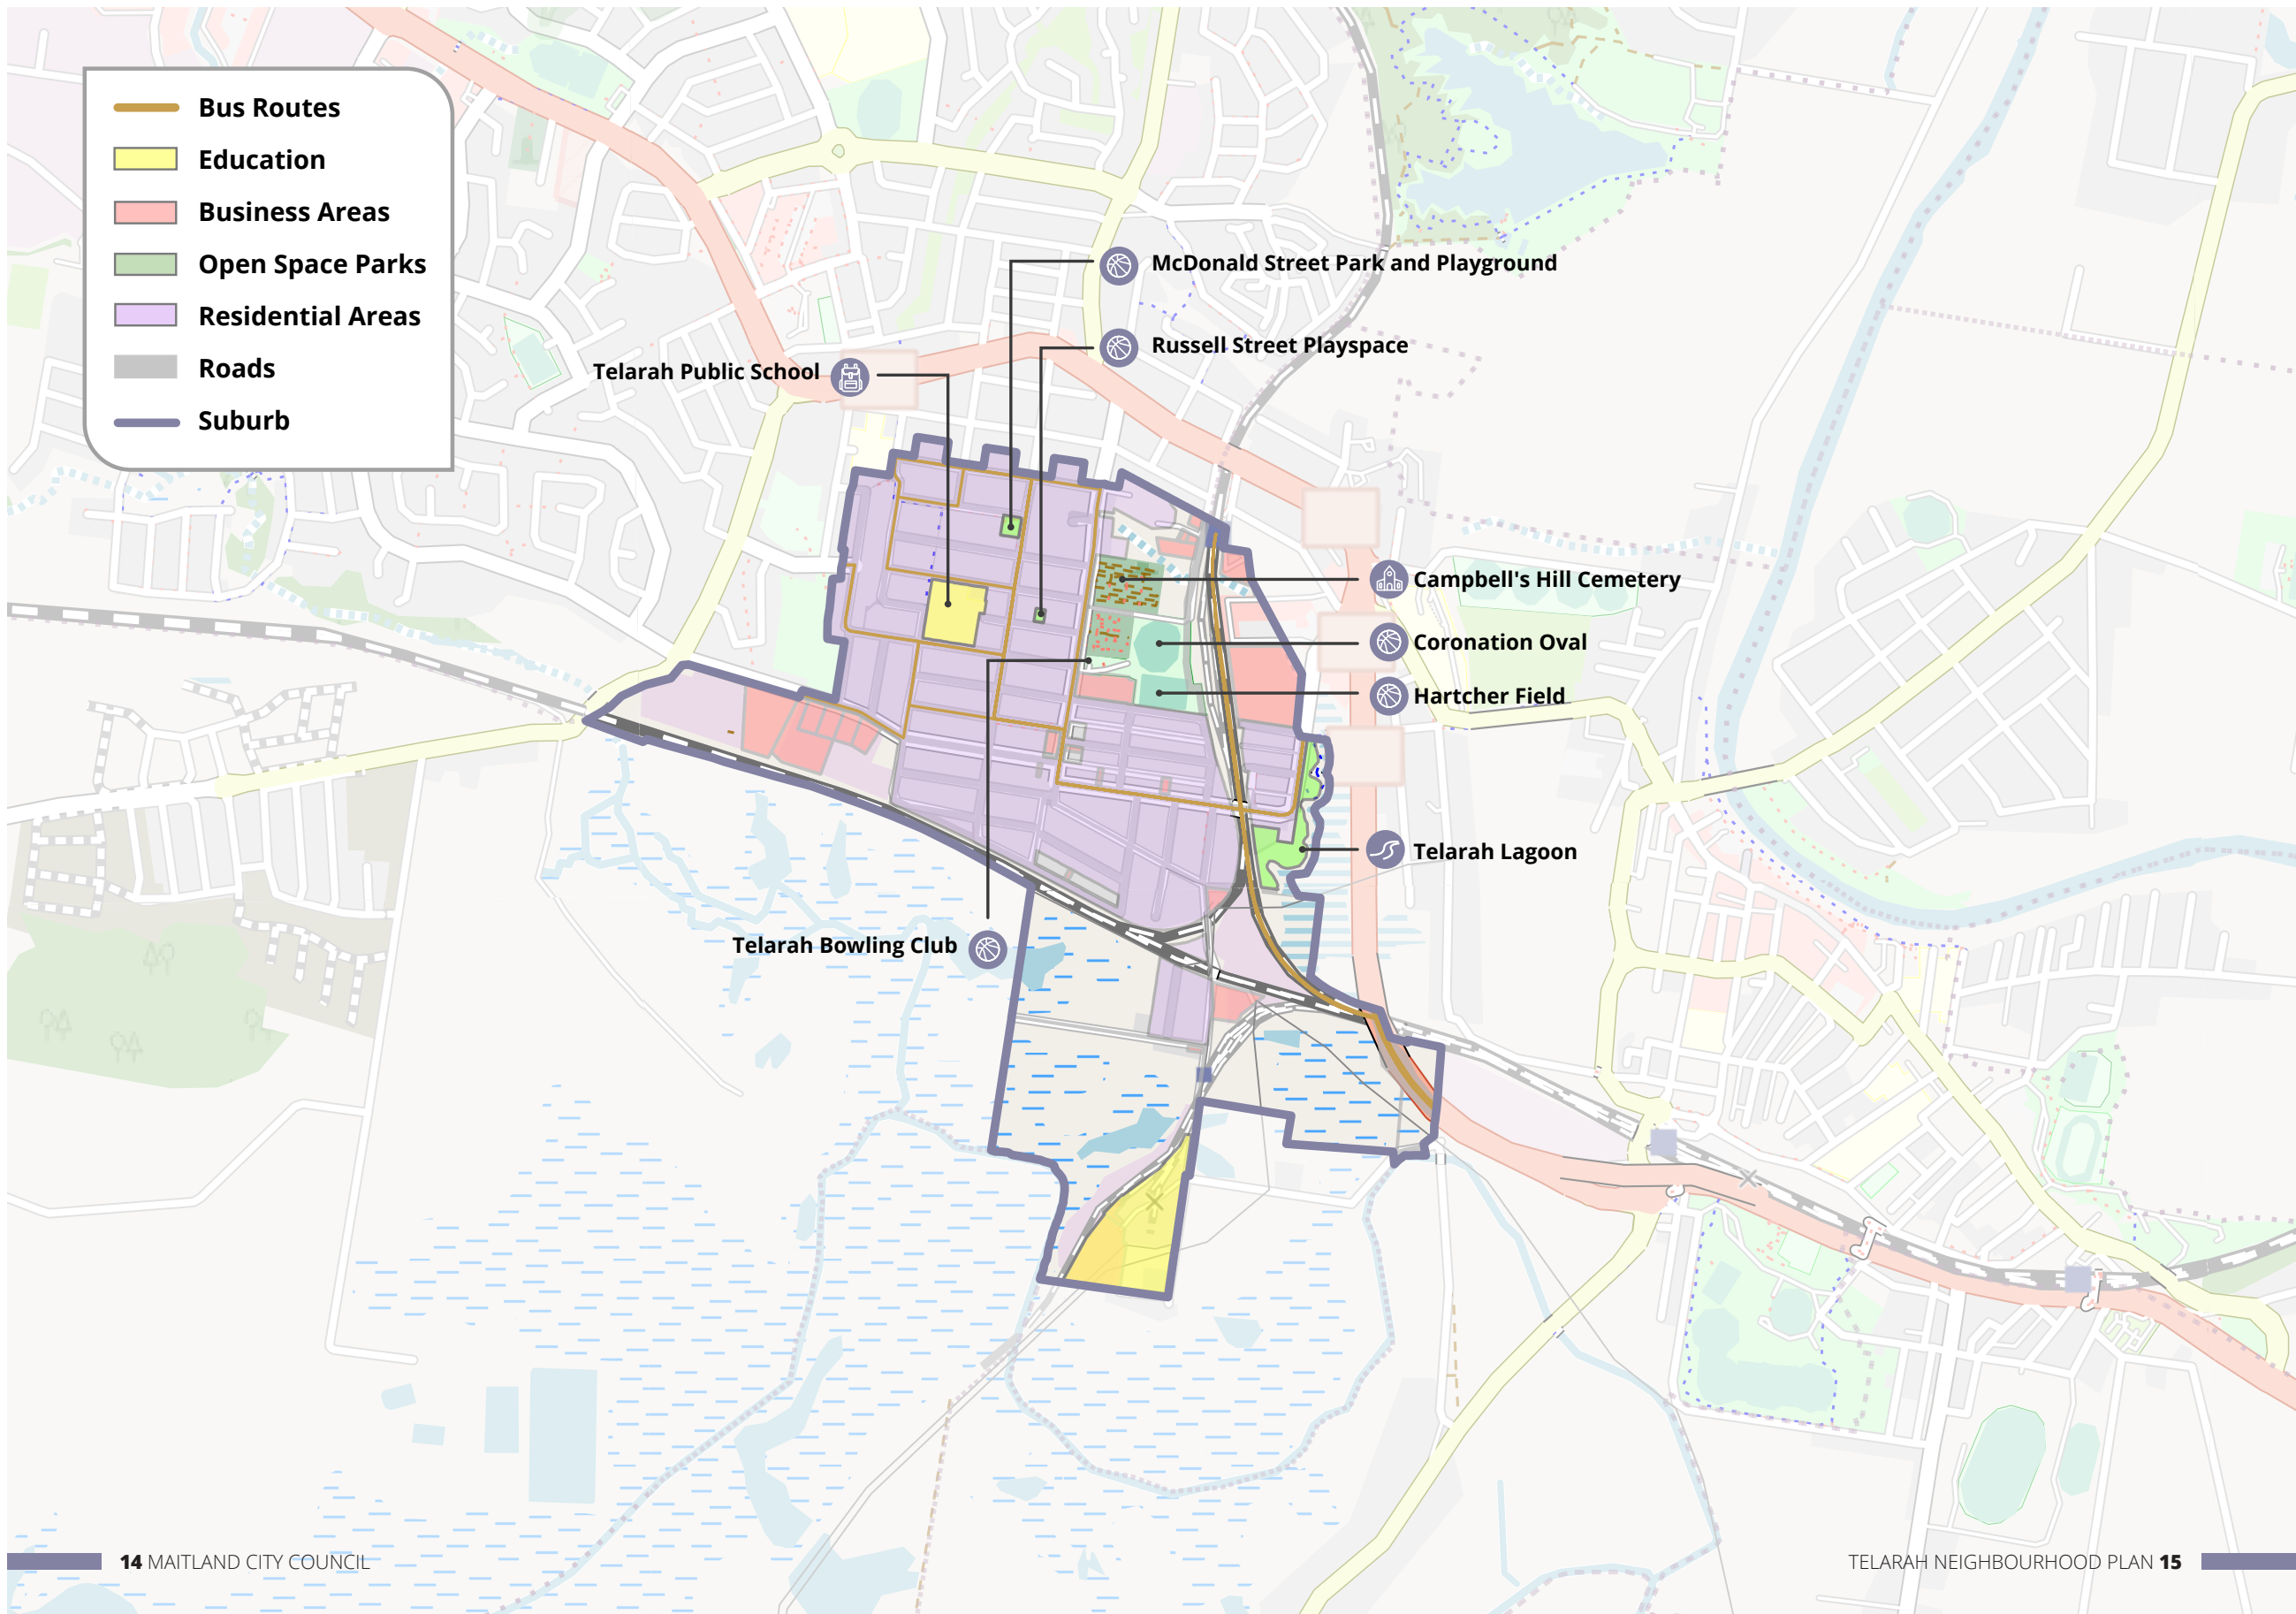 Bus Routes
Education
Business Areas
Open Space Parks
Residential Areas
Roads
Suburb
McDonald Street Park and Playground
Russell Street Playspace
Telarah Public School
Campbell's Hill Cemetery
Coronation Oval
Hartcher Field
Telarah Lagoon
Telarah Bowling Club
14 MAITLAND CITY COUNCIL
TELARAH NEIGHBOURHOOD PLAN 15